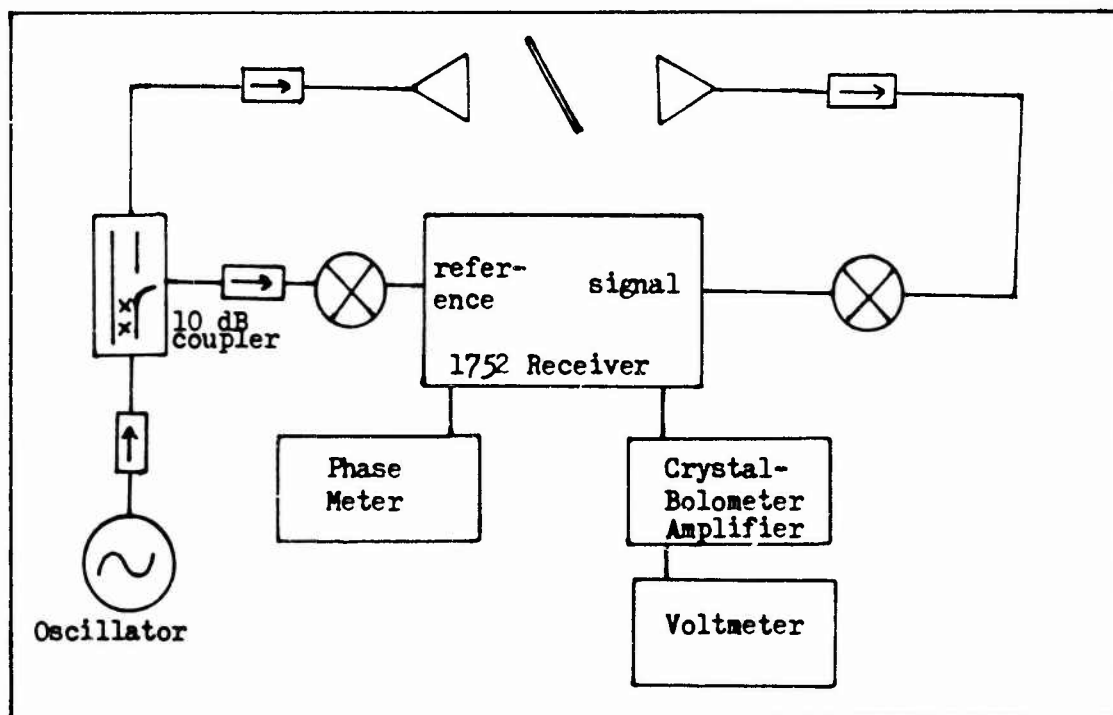 refer-
ence
signal
1752 Receiver
10 dB
coupler
Phase
Meter
Crystal-
Bolometer
Amplifier
Oscillator
Voltmeter